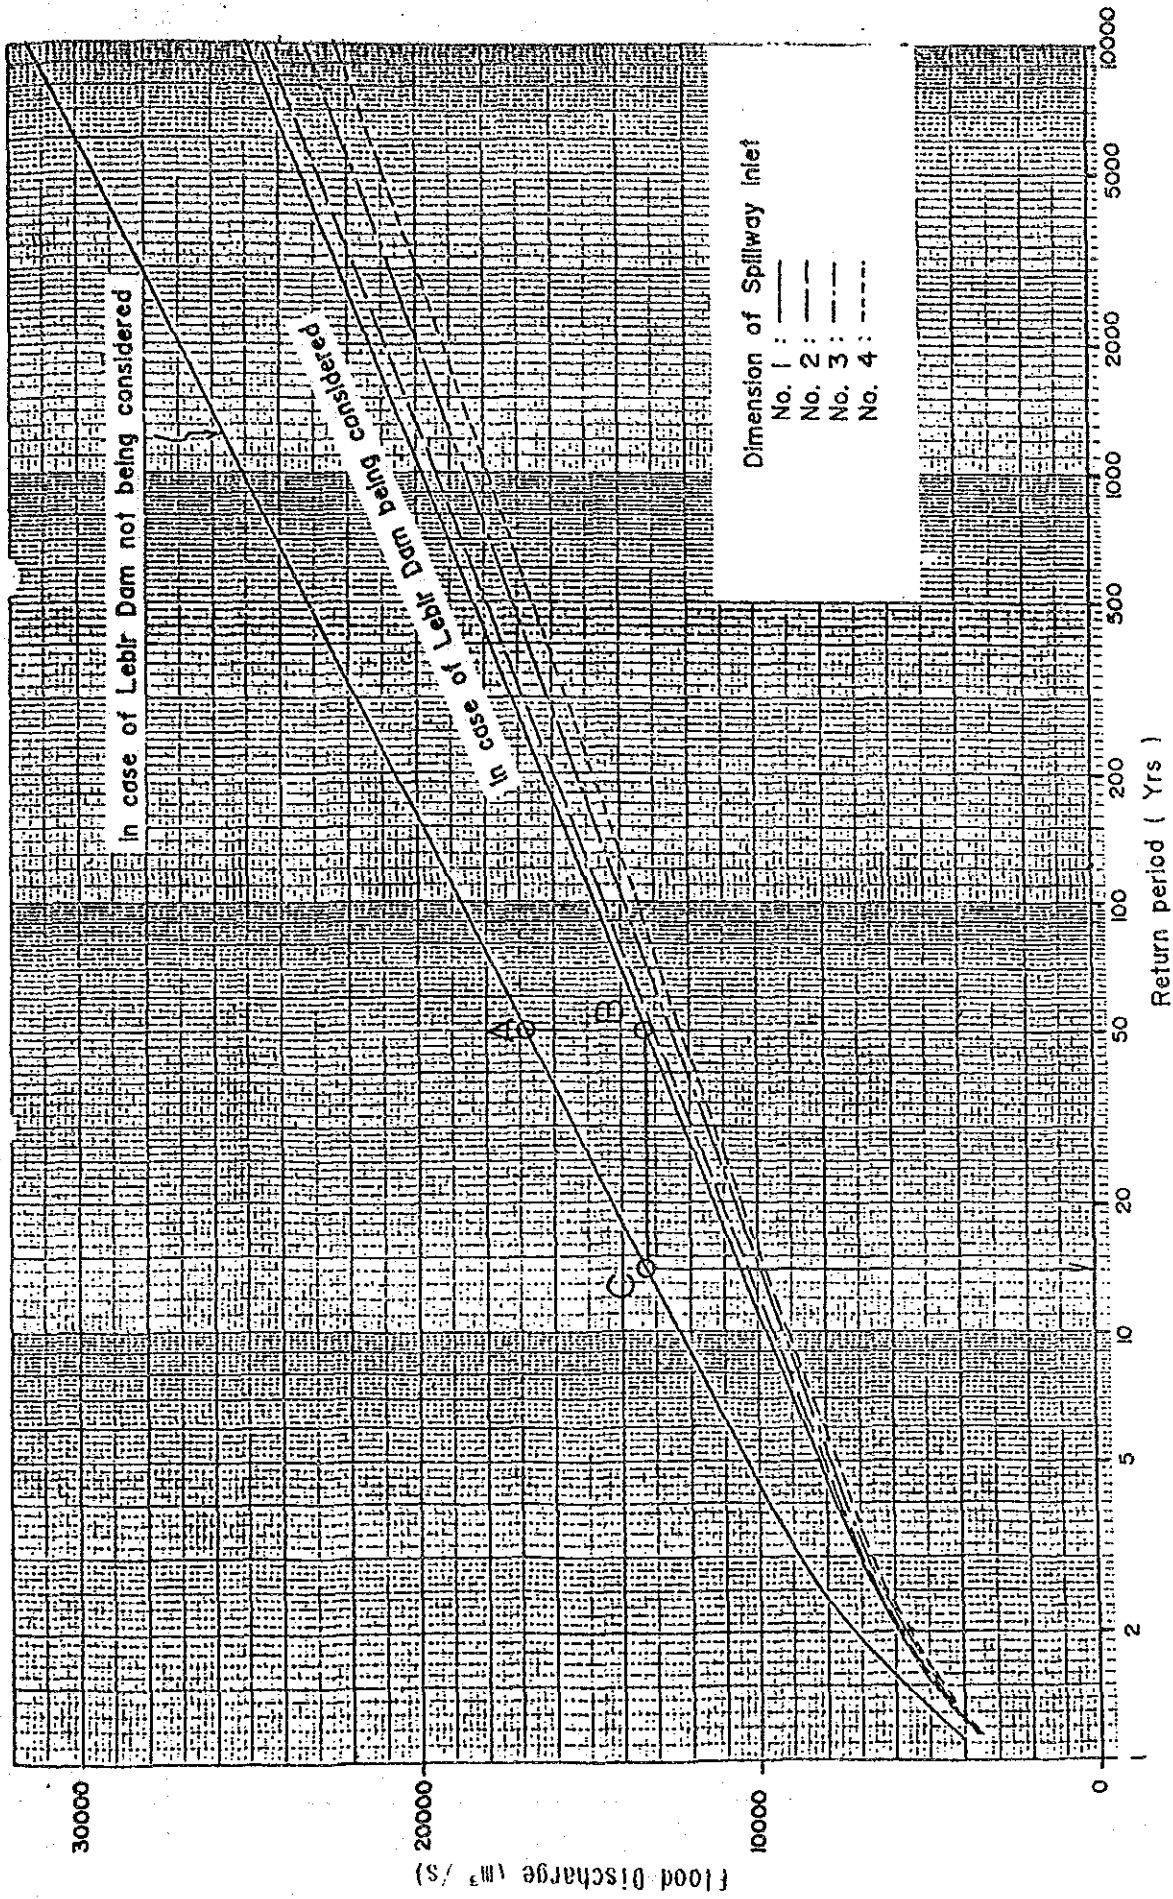 Flood Discharge (m³/s)
30000
20000
10000
0
In case of Lebir Dam not being considered
In case of Lebir Dam being considered
A
B
C
Dimension of Spillway Inlet
No. 1 :
No. 2 :
No. 3 :
No. 4 :
1
2
5
10
20
50
100
200
500
1000
2000
5000
10000
Return period ( Yrs )